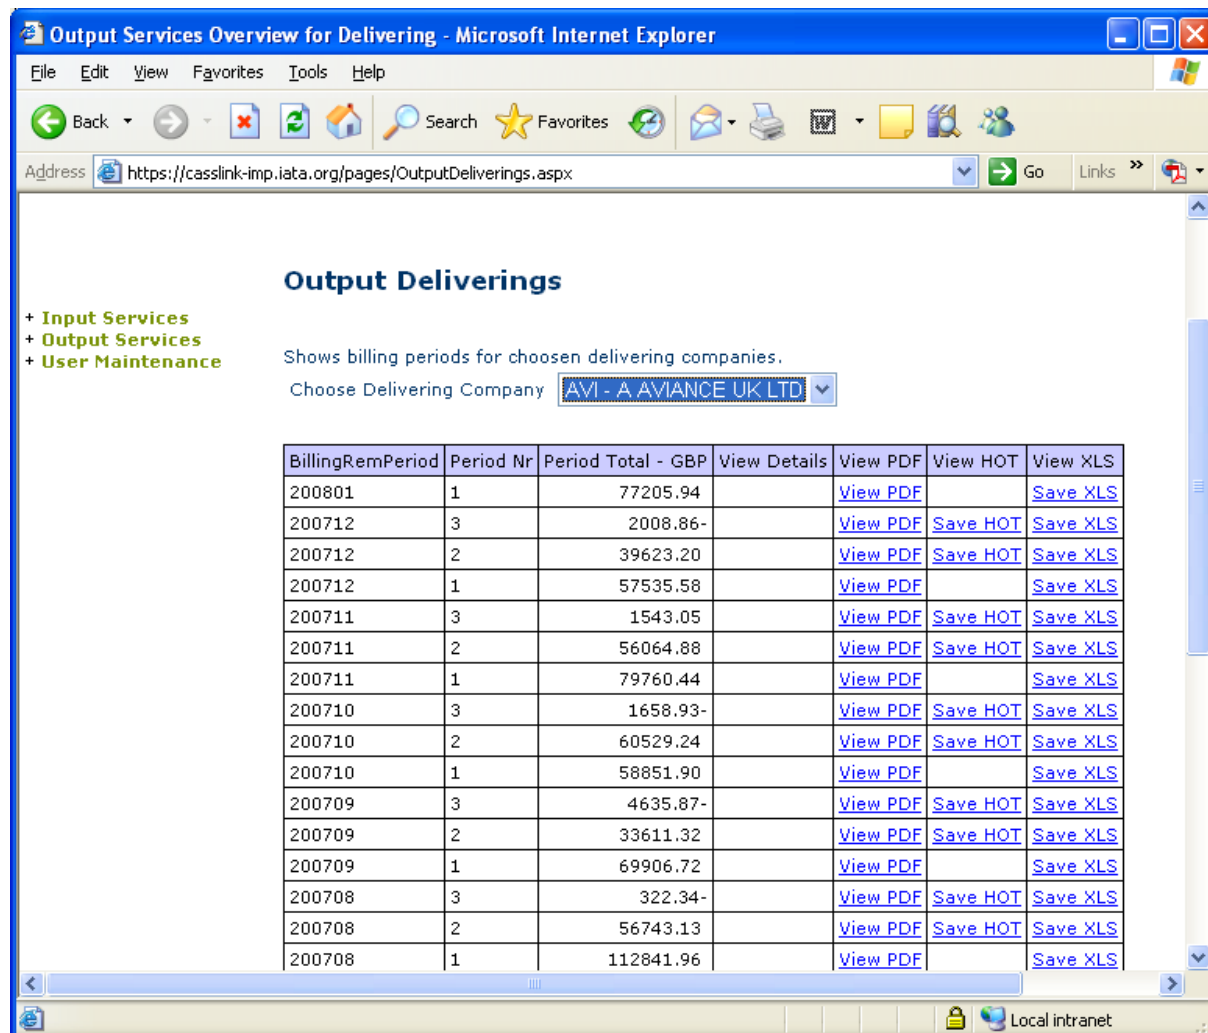 Output Services Overview for Delivering - Microsoft Internet Explorer
File Edit View Favorites Tools Help
Back Search Favorites
Address https://casslink-imp.iata.org/pages/OutputDeliverings.aspx Go Links »
Output Deliverings
+ Input Services
+ Output Services
+ User Maintenance
Shows billing periods for choosen delivering companies.
Choose Delivering Company AVI - A AVIANCE UK LTD
BillingRemPeriod Period Nr Period Total - GBP View Details View PDF View HOT View XLS
200801 1 77205.94 View PDF Save XLS
200712 3 2008.86- View PDF Save HOT Save XLS
200712 2 39623.20 View PDF Save HOT Save XLS
200712 1 57535.58 View PDF Save XLS
200711 3 1543.05 View PDF Save HOT Save XLS
200711 2 56064.88 View PDF Save HOT Save XLS
200711 1 79760.44 View PDF Save XLS
200710 3 1658.93- View PDF Save HOT Save XLS
200710 2 60529.24 View PDF Save HOT Save XLS
200710 1 58851.90 View PDF Save XLS
200709 3 4635.87- View PDF Save HOT Save XLS
200709 2 33611.32 View PDF Save HOT Save XLS
200709 1 69906.72 View PDF Save XLS
200708 3 322.34- View PDF Save HOT Save XLS
200708 2 56743.13 View PDF Save HOT Save XLS
200708 1 112841.96 View PDF Save XLS
Local intranet